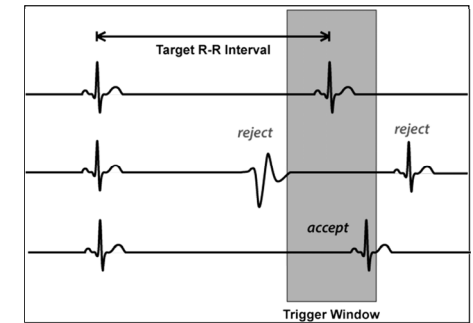 Target R-R Interval
reject
reject
accept
Trigger Window